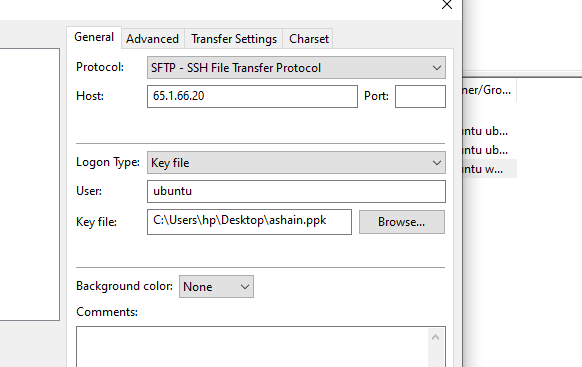 General Advanced Transfer Settings Charset
Protocol: SFTP - SSH File Transfer Protocol
Host: 65.1.66.20 Port:
Logon Type: Key file
User: ubuntu
Key file: C:\Users\hp\Desktop\ashain.ppk Browse...
Background color: None
Comments:
ner/Gro...
ntu ub...
ntu ub...
ntu w...